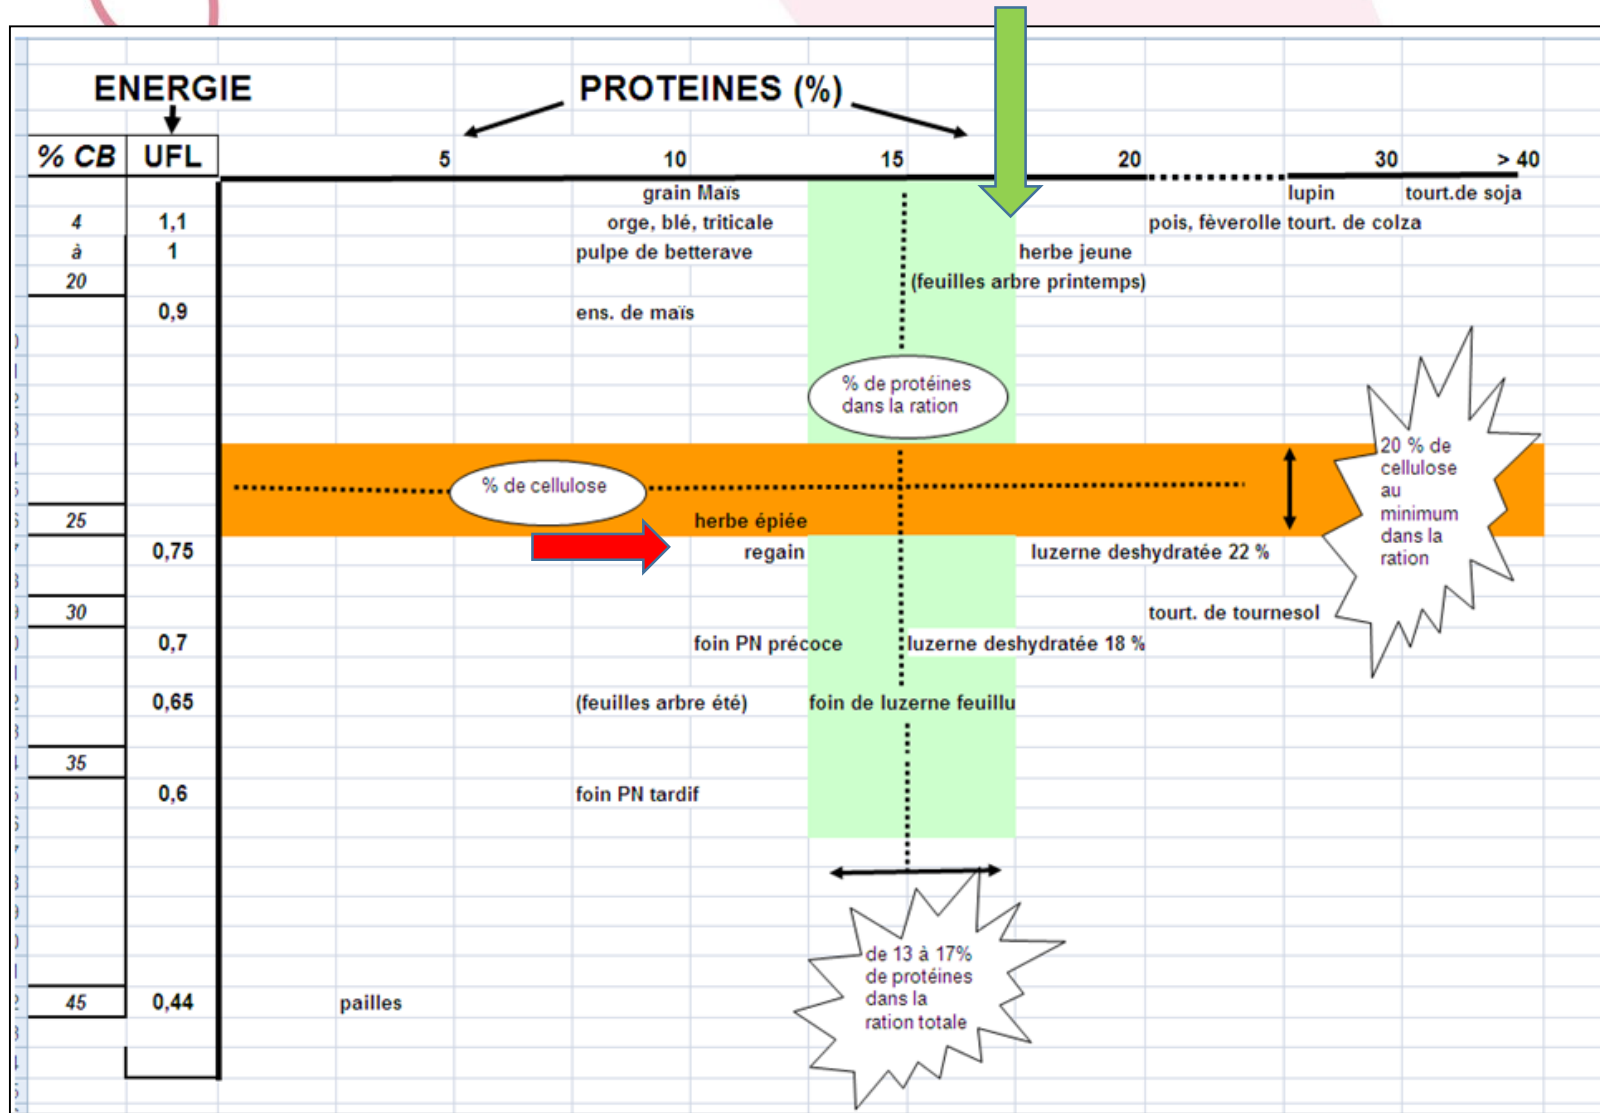 ENERGIE PROTEINES (%)
% CB UFL 5 10 15 20 30 > 40
grain Maïs lupin tourt.de soja
4 1,1 orge, blé, triticale pois, fèverolle tourt. de colza
à 1 pulpe de betterave herbe jeune
20 (feuilles arbre printemps)
0,9 ens. de maïs
% de protéines
dans la ration
20 % de
cellulose
au
minimum
dans la
ration
% de cellulose
25 herbe épiée
0,75 regain luzerne deshydratée 22 %
30 tourt. de tournesol
0,7 foin PN précoce luzerne deshydratée 18 %
0,65 (feuilles arbre été) foin de luzerne feuillu
35
0,6 foin PN tardif
de 13 à 17%
de protéines
dans la
ration totale
45 0,44 pailles